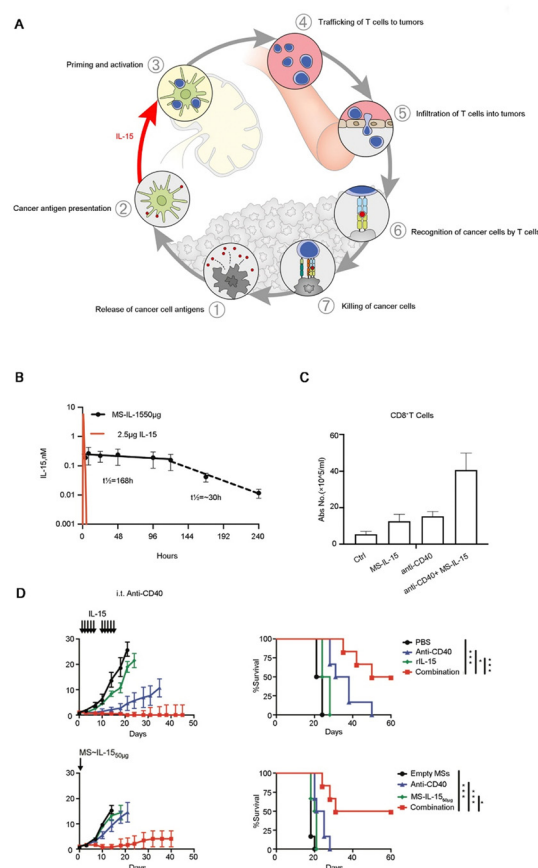 A
Trafficking of T cells to tumors
④
Priming and activation
③
⑤
Infiltration of T cells into tumors
IL-15
Cancer antigen presentation
②
⑥
Recognition of cancer cells by T cells
Release of cancer cell antigens
①
⑦
Killing of cancer cells
B
MS-IL-1550μg
2.5μg IL-15
IL-15,nM
10
1
0.1
0.01
0.001
t½=168h
t½=~30h
0 48 96 144 192 240
Hours
C
CD8⁺T Cells
Abs No.(×10^5/ml)
60
40
20
0
Ctrl
MS-IL-15
anti-CD40
anti-CD40+ MS-IL-15
D
i.t. Anti-CD40
IL-15
30
20
10
0
0 10 20 30 40 50
Days
%Survival
100
75
50
25
0
0 20 40 60
Days
PBS
Anti-CD40
rIL-15
Combination
MS~IL-15₅₀μg
30
20
10
0
0 10 20 30 40 50
Days
%Survival
100
75
50
25
0
0 20 40 60
Days
Empty MSs
Anti-CD40
MS-IL-15₅₀μg
Combination